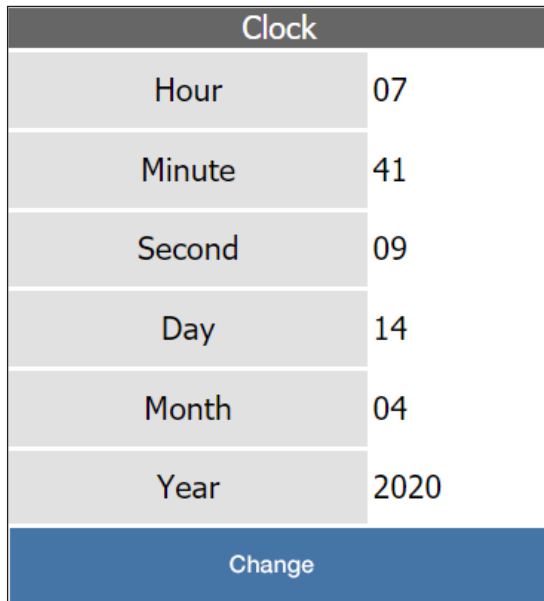 Clock
Hour 07
Minute 41
Second 09
Day 14
Month 04
Year 2020
Change